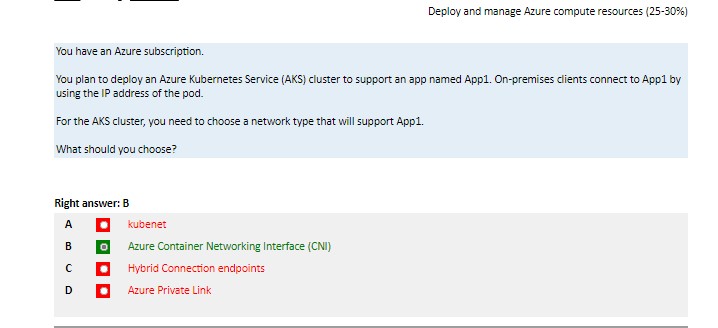 Deploy and manage Azure compute resources (25-30%)
You have an Azure subscription.
You plan to deploy an Azure Kubernetes Service (AKS) cluster to support an app named App1. On-premises clients connect to App1 by
using the IP address of the pod.
For the AKS cluster, you need to choose a network type that will support App1.
What should you choose?
Right answer: B
A kubenet
B Azure Container Networking Interface (CNI)
C Hybrid Connection endpoints
D Azure Private Link